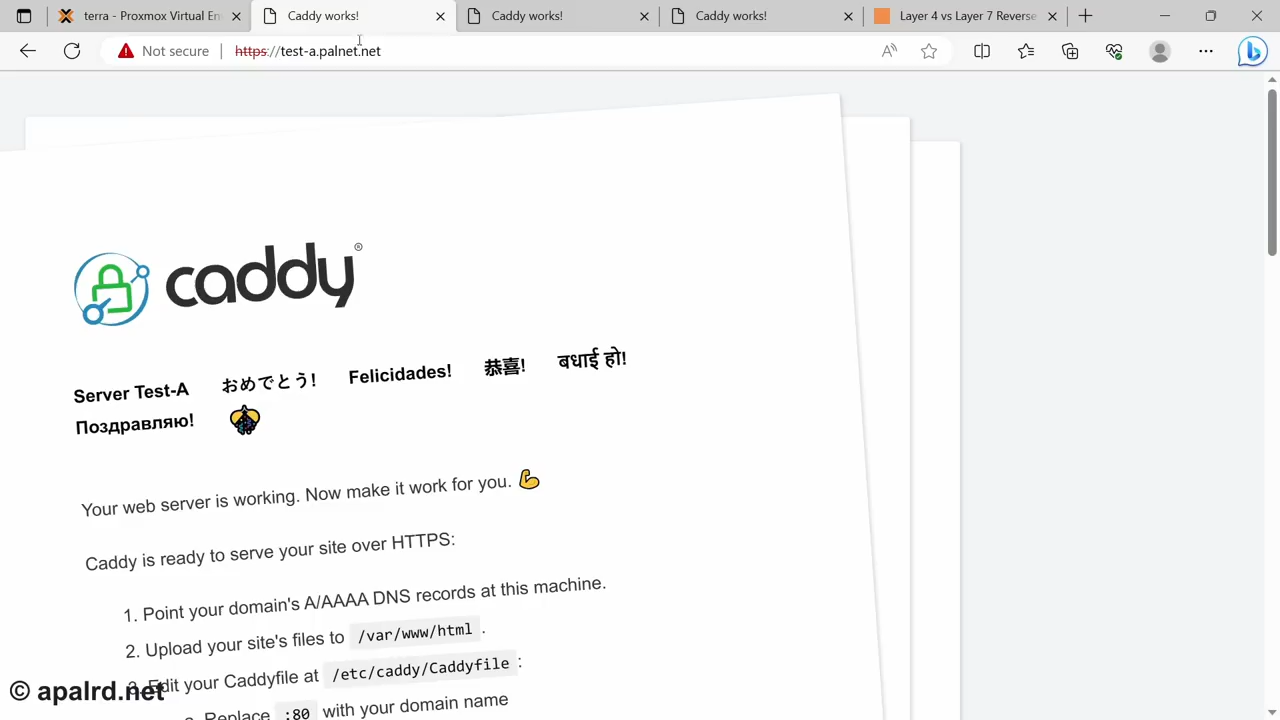 terra - Proxmox Virtual En
Caddy works!
Caddy works!
Caddy works!
Layer 4 vs Layer 7 Reverse
Not secure
https://test-a.palnet.net
caddy®
Server Test-A おめでとう! Felicidades! 恭喜! बधाई हो!
Поздравляю!
Your web server is working. Now make it work for you. 💪
Caddy is ready to serve your site over HTTPS:
1. Point your domain's A/AAAA DNS records at this machine.
2. Upload your site's files to /var/www/html .
3. Edit your Caddyfile at /etc/caddy/Caddyfile :
a. Replace :80 with your domain name
© apalrd.net